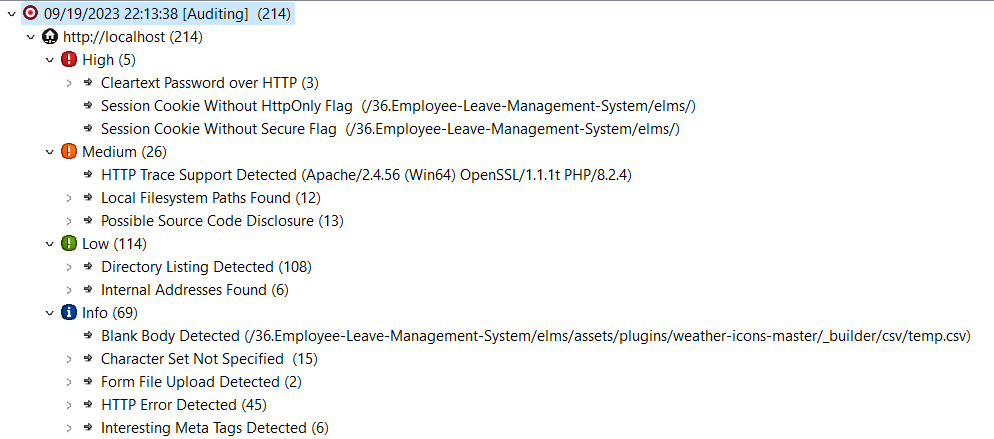 09/19/2023 22:13:38 [Auditing] (214)
http://localhost (214)
High (5)
Cleartext Password over HTTP (3)
Session Cookie Without HttpOnly Flag (/36.Employee-Leave-Management-System/elms/)
Session Cookie Without Secure Flag (/36.Employee-Leave-Management-System/elms/)
Medium (26)
HTTP Trace Support Detected (Apache/2.4.56 (Win64) OpenSSL/1.1.1t PHP/8.2.4)
Local Filesystem Paths Found (12)
Possible Source Code Disclosure (13)
Low (114)
Directory Listing Detected (108)
Internal Addresses Found (6)
Info (69)
Blank Body Detected (/36.Employee-Leave-Management-System/elms/assets/plugins/weather-icons-master/_builder/csv/temp.csv)
Character Set Not Specified (15)
Form File Upload Detected (2)
HTTP Error Detected (45)
Interesting Meta Tags Detected (6)